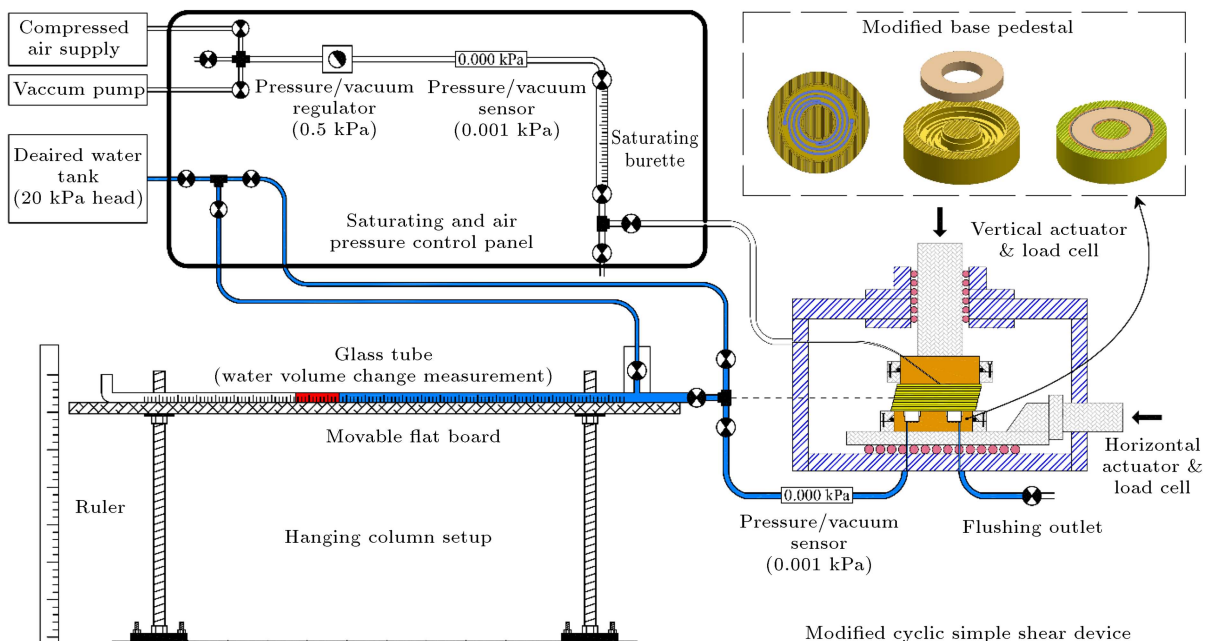 Compressed
air supply
Vaccum pump
Deaired water
tank
(20 kPa head)
0.000 kPa
Pressure/vacuum
regulator
(0.5 kPa)
Pressure/vacuum
sensor
(0.001 kPa)
Saturating
burette
Saturating and air
pressure control panel
Modified base pedestal
Vertical actuator
& load cell
Glass tube
(water volume change measurement)
Movable flat board
Ruler
Hanging column setup
0.000 kPa
Pressure/vacuum
sensor
(0.001 kPa)
Flushing outlet
Horizontal
actuator &
load cell
Modified cyclic simple shear device